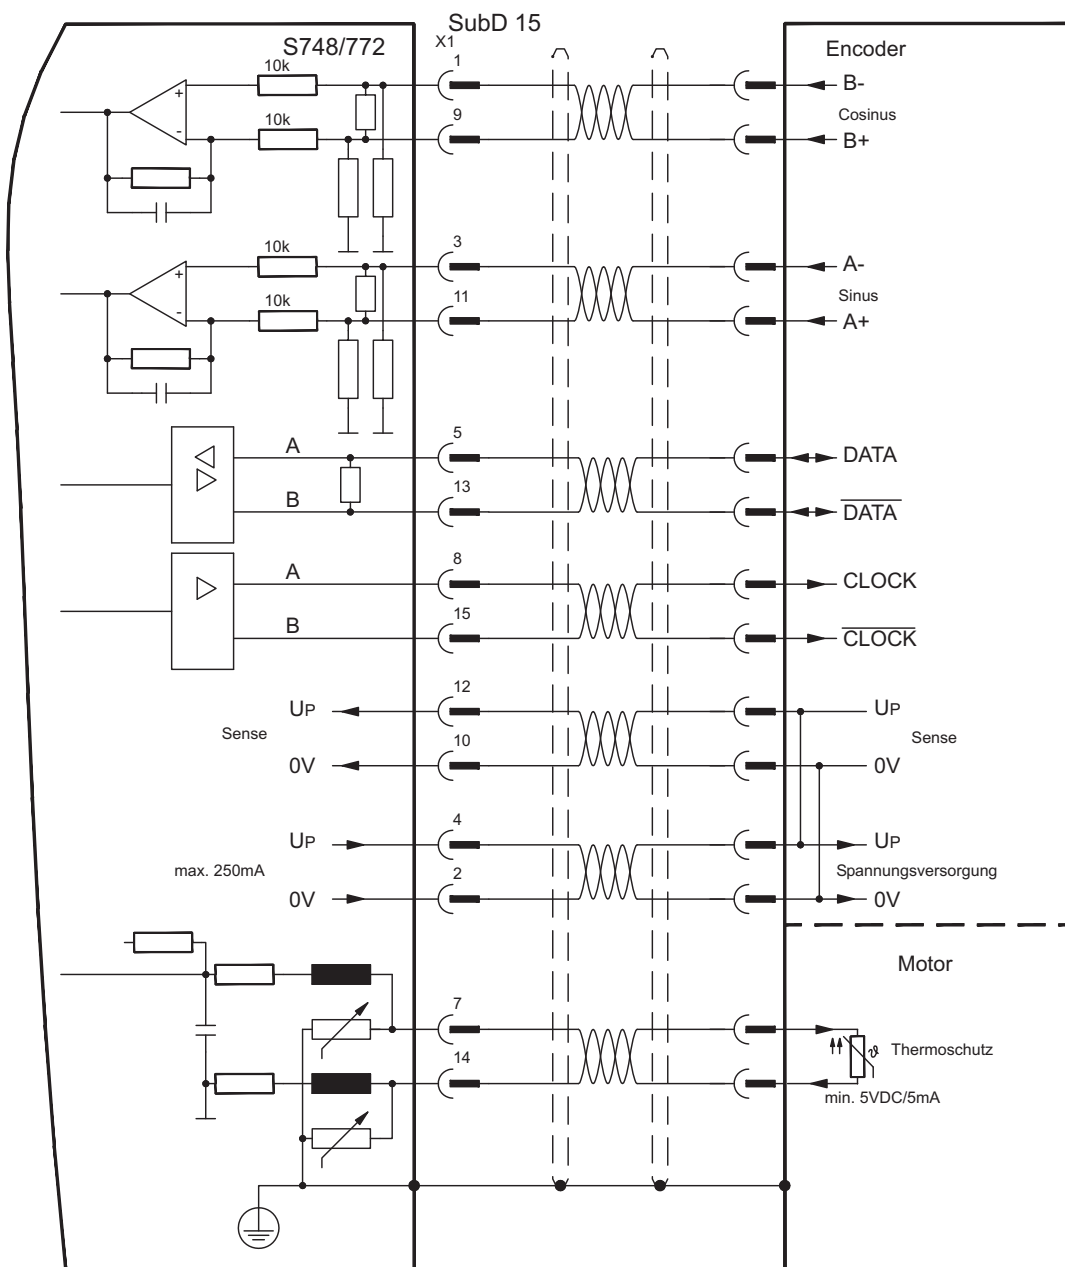 SubD 15
S748/772
X1
Encoder
10k
1
B-
+
Cosinus
10k
9
B+
-
10k
3
A-
+
Sinus
10k
11
A+
-
A
5
DATA
B
13
DATA
A
8
CLOCK
B
15
CLOCK
UP
12
UP
Sense
Sense
0V
10
0V
UP
4
UP
max. 250mA
Spannungsversorgung
0V
2
0V
Motor
7
ϑ Thermoschutz
14
min. 5VDC/5mA